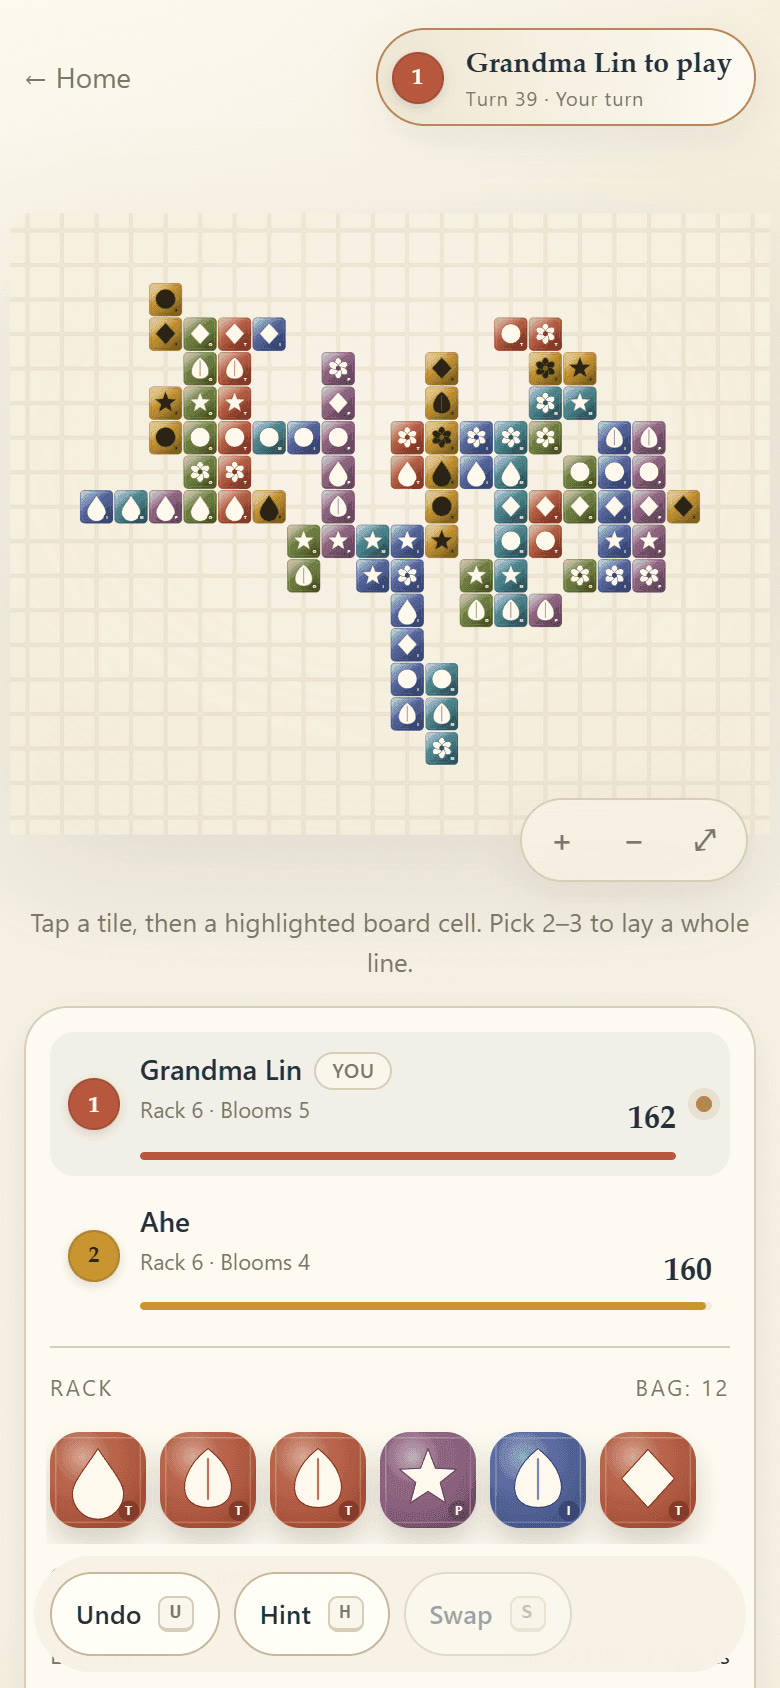 ← Home
1
Grandma Lin to play
Turn 39 · Your turn
+ −
Tap a tile, then a highlighted board cell. Pick 2–3 to lay a whole
line.
1
Grandma Lin YOU
Rack 6 · Blooms 5
162
2
Ahe
Rack 6 · Blooms 4
160
RACK BAG: 12
T T T P I T
Undo U Hint H Swap S